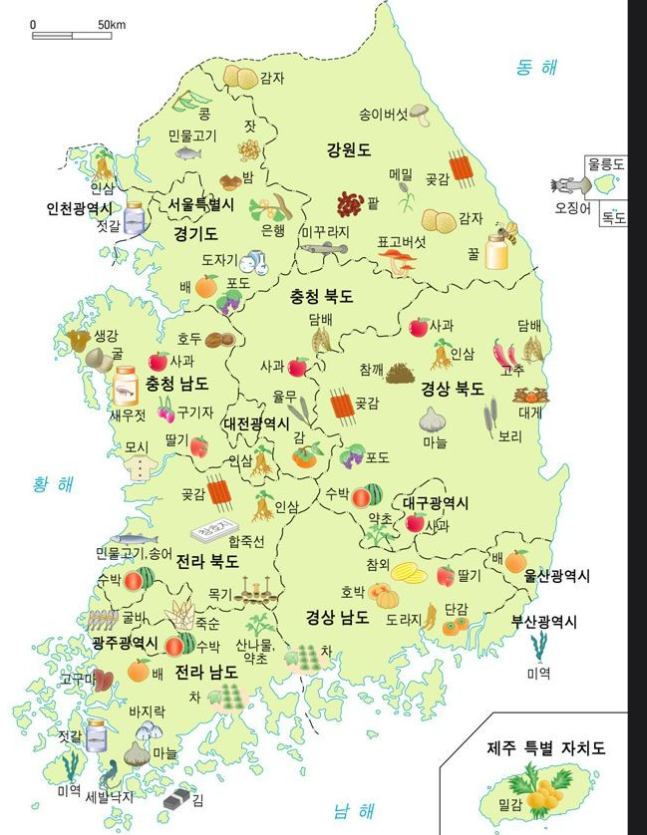 0 50km
동 해
감자
콩
송이버섯
잣
민물고기
강원도
울릉도
메밀
곶감
밤
인삼
오징어
독도
팥
인천광역시
서울특별시
젓갈
은행
감자
경기도
미꾸라지
표고버섯
꿀
도자기
배
포도
충청 북도
담배
사과
담배
생강
호두
굴
사과
사과
인삼
고추
참깨
충청 남도
경상 북도
율무
곶감
대게
새우젓
구기자
대전광역시
마늘
보리
모시
딸기
감
인삼
포도
황 해
곶감
수박
대구광역시
인삼
약초
사과
합죽선
민물고기,송어
전라 북도
배
참외
수박
딸기
울산광역시
목기
호박
굴비
죽순
경상 남도
도라지
단감
부산광역시
광주광역시
수박
산나물,
약초
차
고구마
배
전라 남도
미역
차
바지락
젓갈
마늘
제주 특별 자치도
미역
세발낙지
김
밀감
남 해